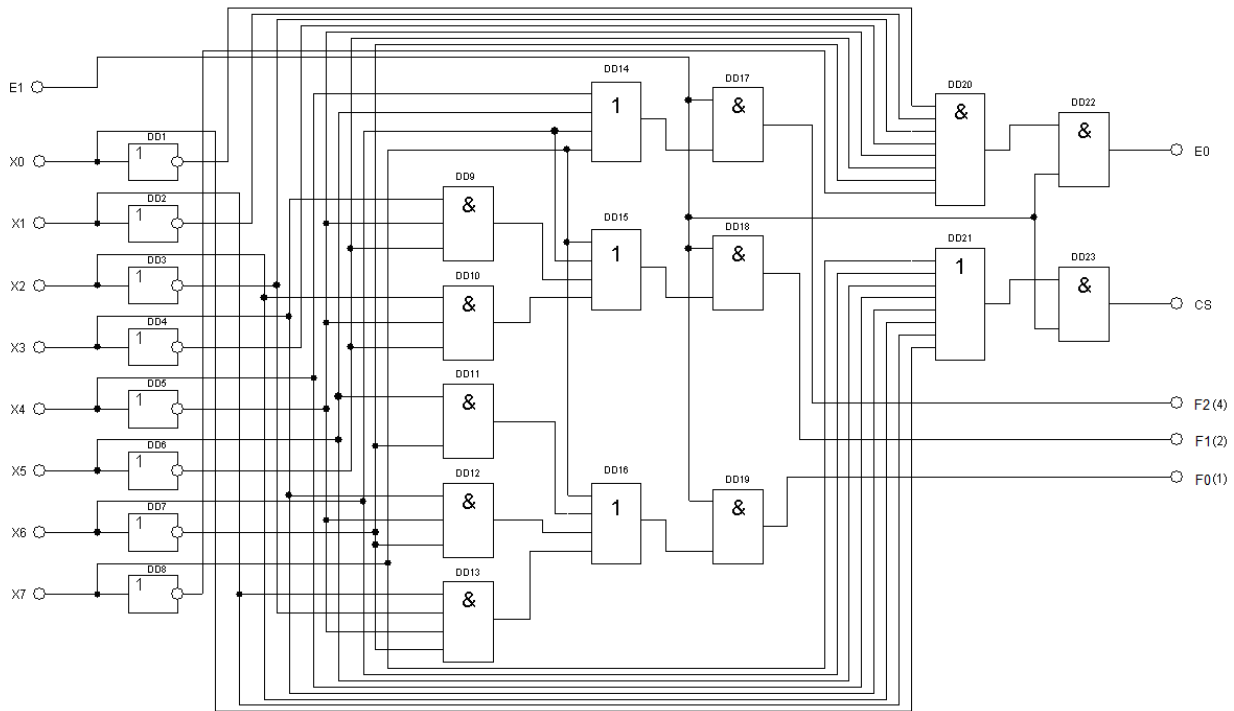 E1
X0
X1
X2
X3
X4
X5
X6
X7
DD1
1
DD2
1
DD3
1
DD4
1
DD5
1
DD6
1
DD7
1
DD8
1
DD9
&
DD10
&
DD11
&
DD12
&
DD13
&
DD14
1
DD15
1
DD16
1
DD17
&
DD18
&
DD19
&
DD20
&
DD21
1
DD22
&
DD23
&
E0
CS
F2(4)
F1(2)
F0(1)